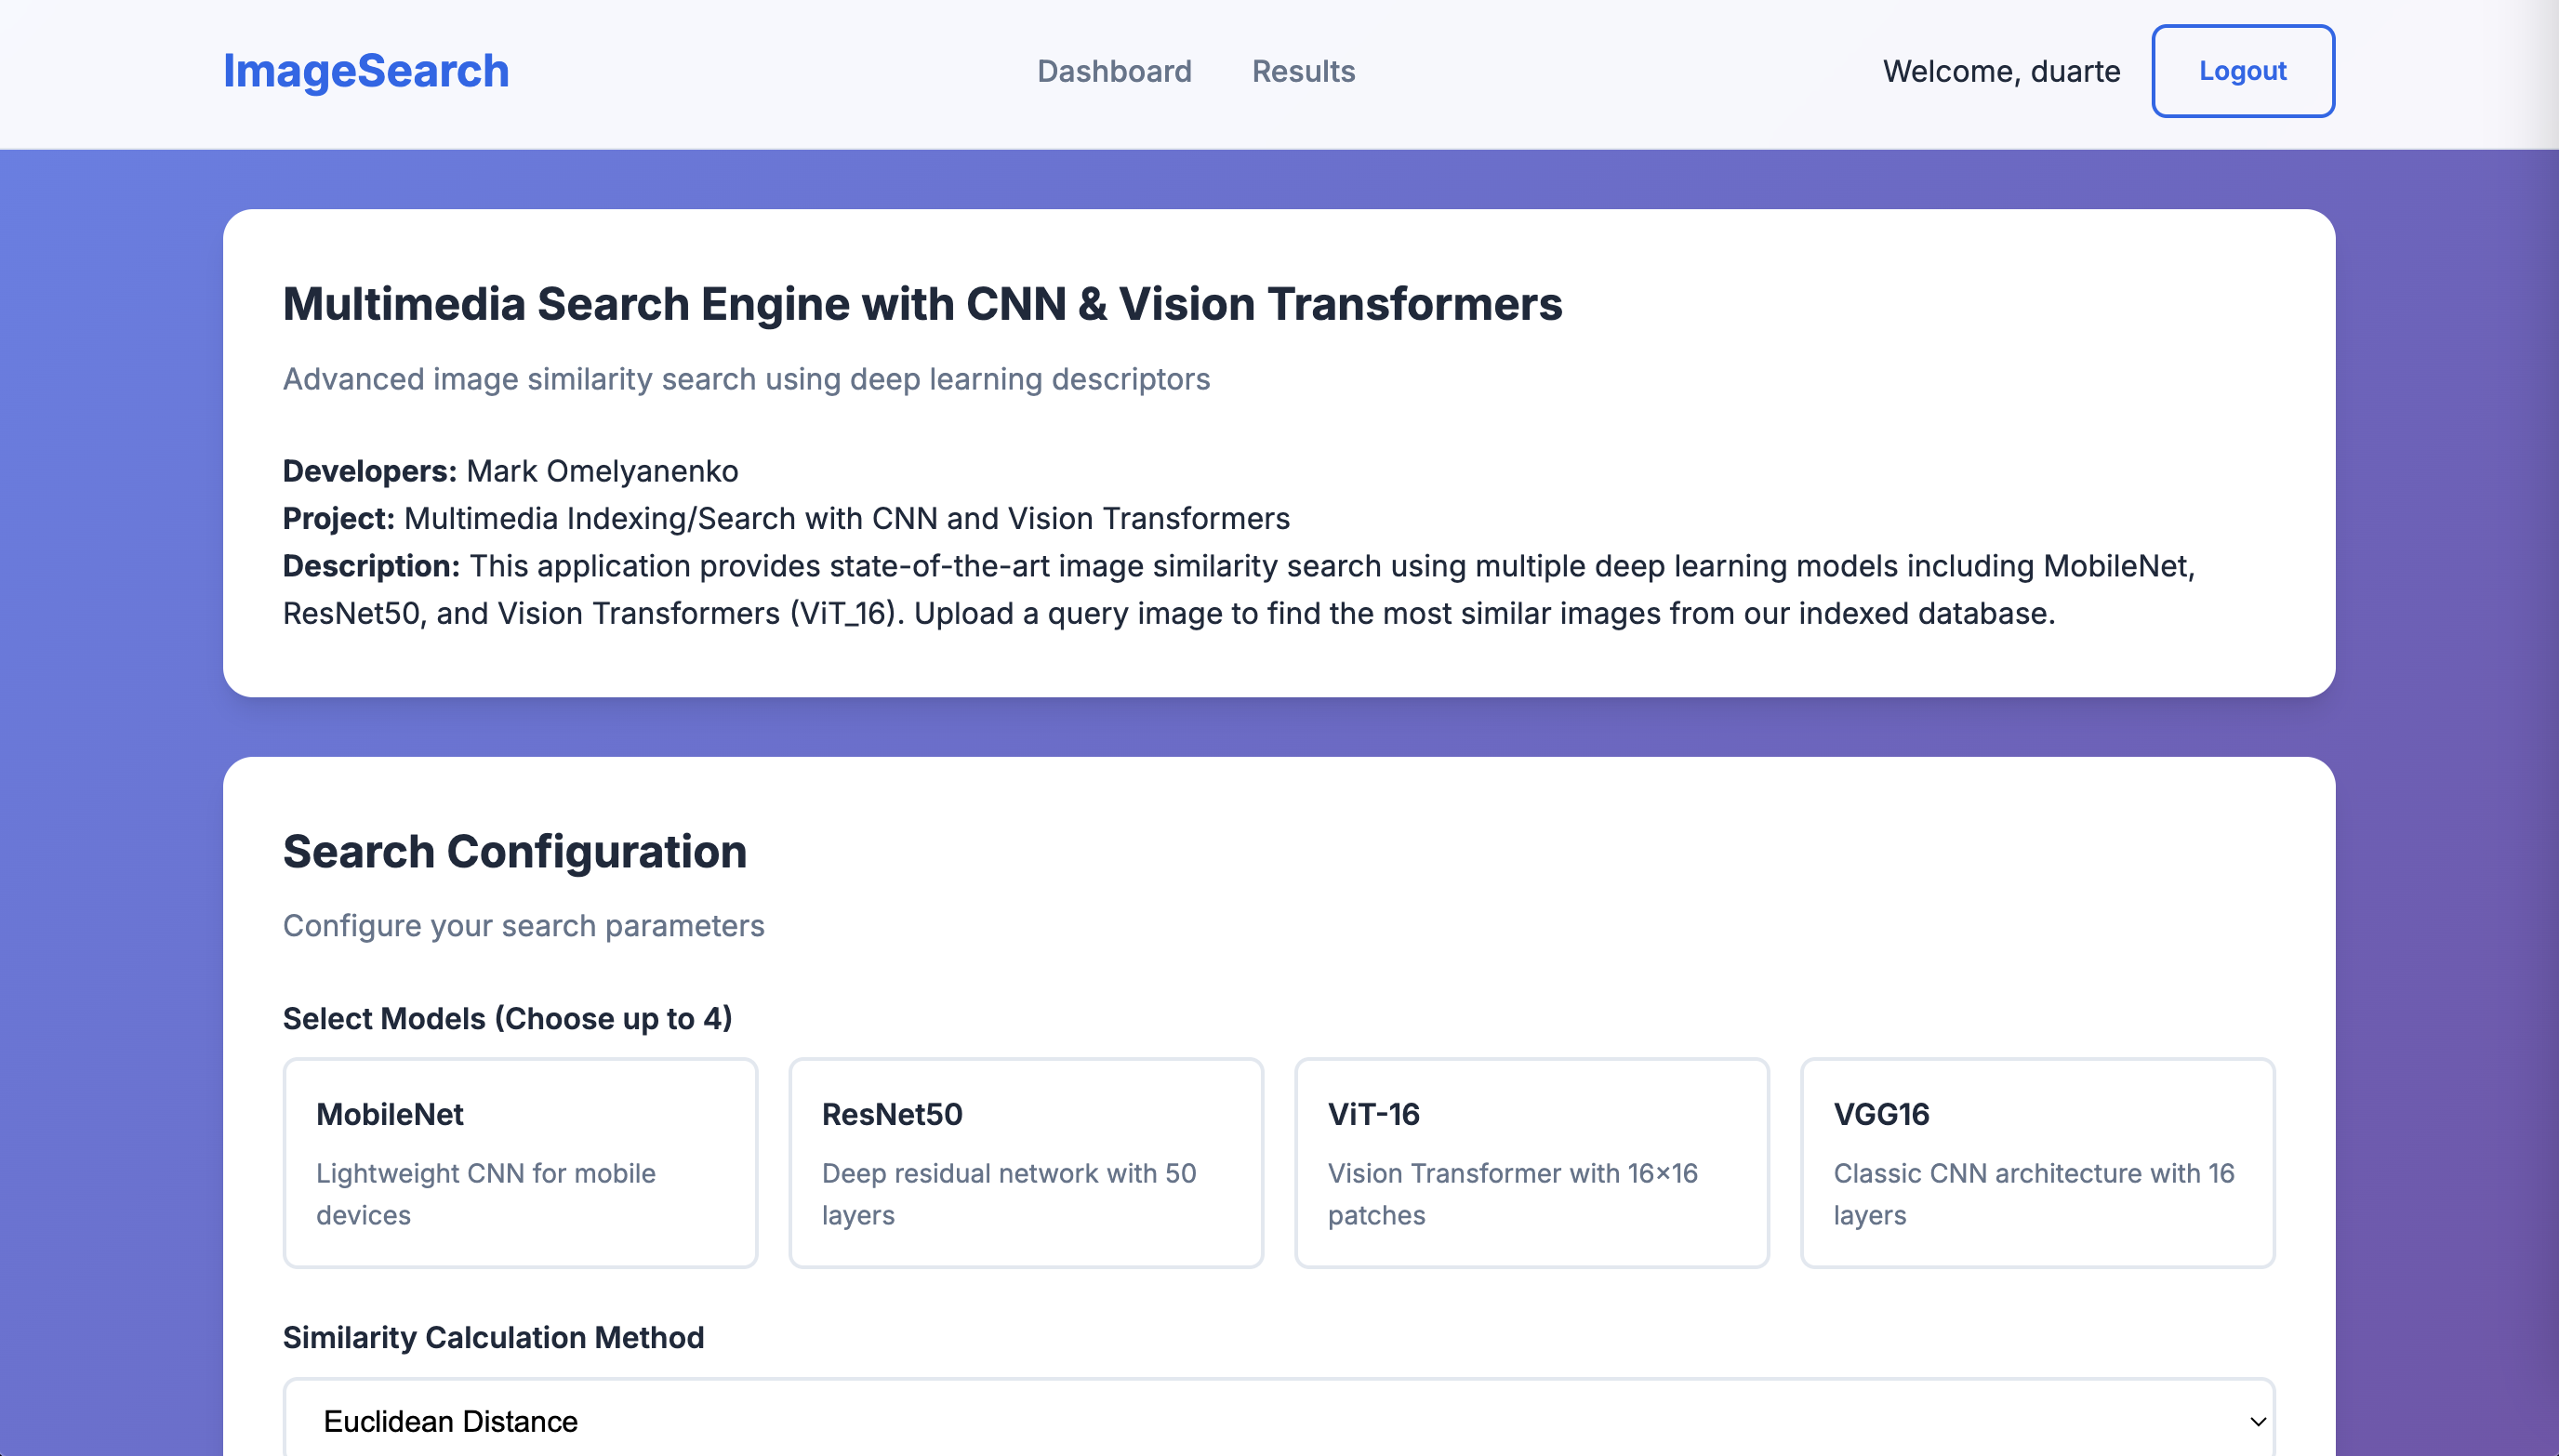 ImageSearch
Dashboard
Results
Welcome, duarte
Logout
Multimedia Search Engine with CNN & Vision Transformers
Advanced image similarity search using deep learning descriptors
Developers: Mark Omelyanenko
Project: Multimedia Indexing/Search with CNN and Vision Transformers
Description: This application provides state-of-the-art image similarity search using multiple deep learning models including MobileNet,
ResNet50, and Vision Transformers (ViT_16). Upload a query image to find the most similar images from our indexed database.
Search Configuration
Configure your search parameters
Select Models (Choose up to 4)
MobileNet
Lightweight CNN for mobile
devices
ResNet50
Deep residual network with 50
layers
ViT-16
Vision Transformer with 16×16
patches
VGG16
Classic CNN architecture with 16
layers
Similarity Calculation Method
Euclidean Distance